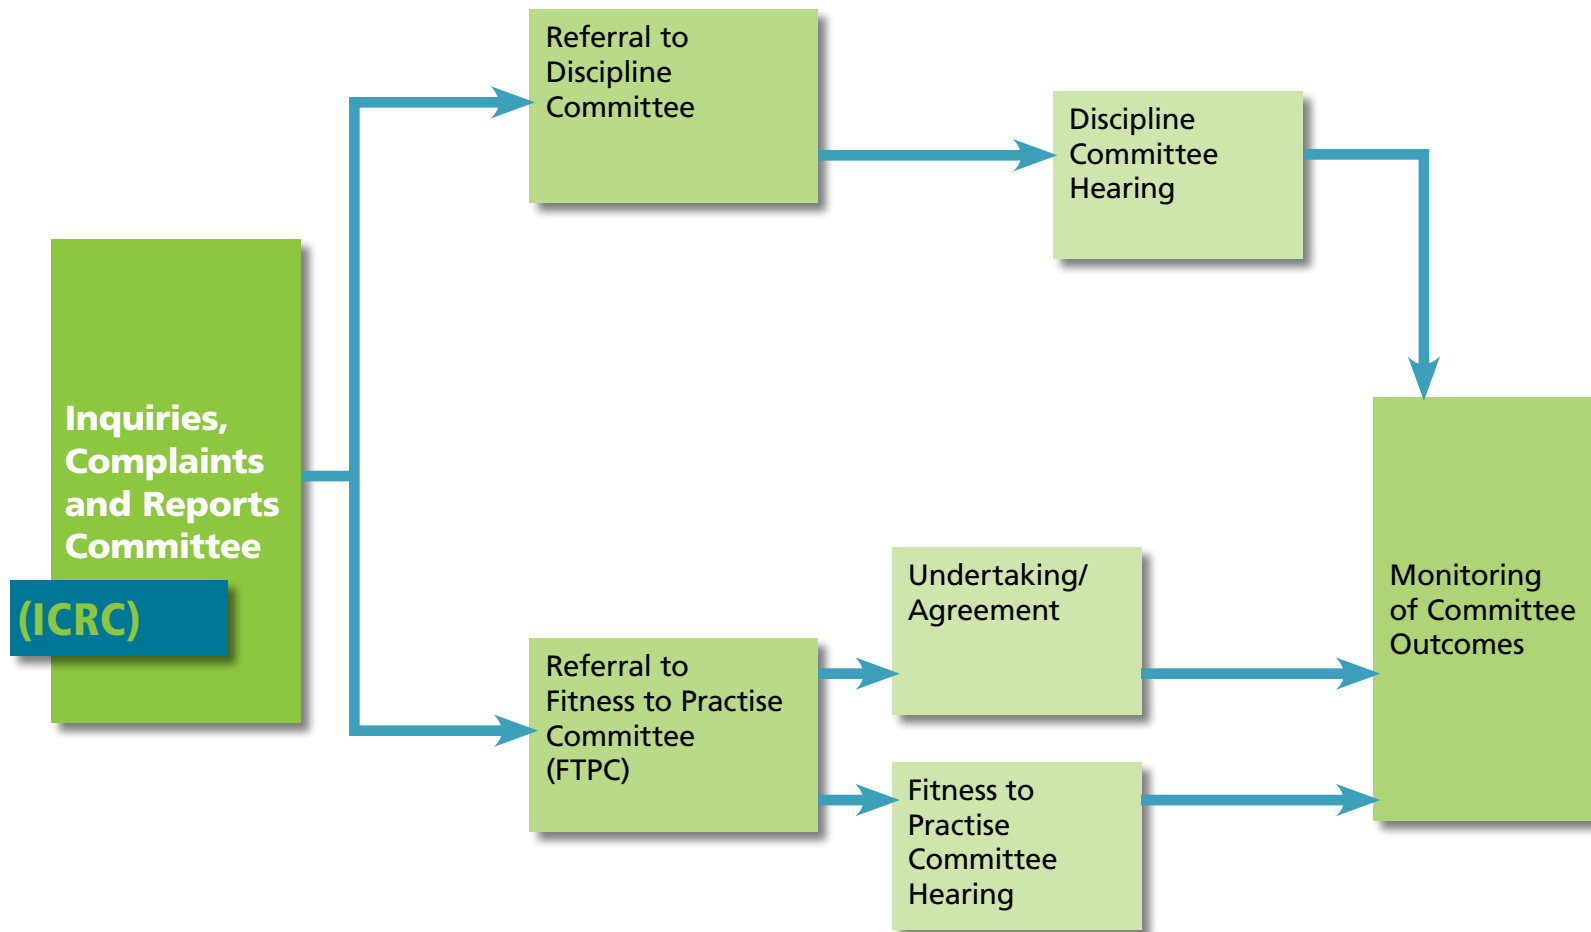 Inquiries,
Complaints
and Reports
Committee
(ICRC)
Referral to
Discipline
Committee
Discipline
Committee
Hearing
Referral to
Fitness to Practise
Committee
(FTPC)
Undertaking/
Agreement
Fitness to
Practise
Committee
Hearing
Monitoring
of Committee
Outcomes